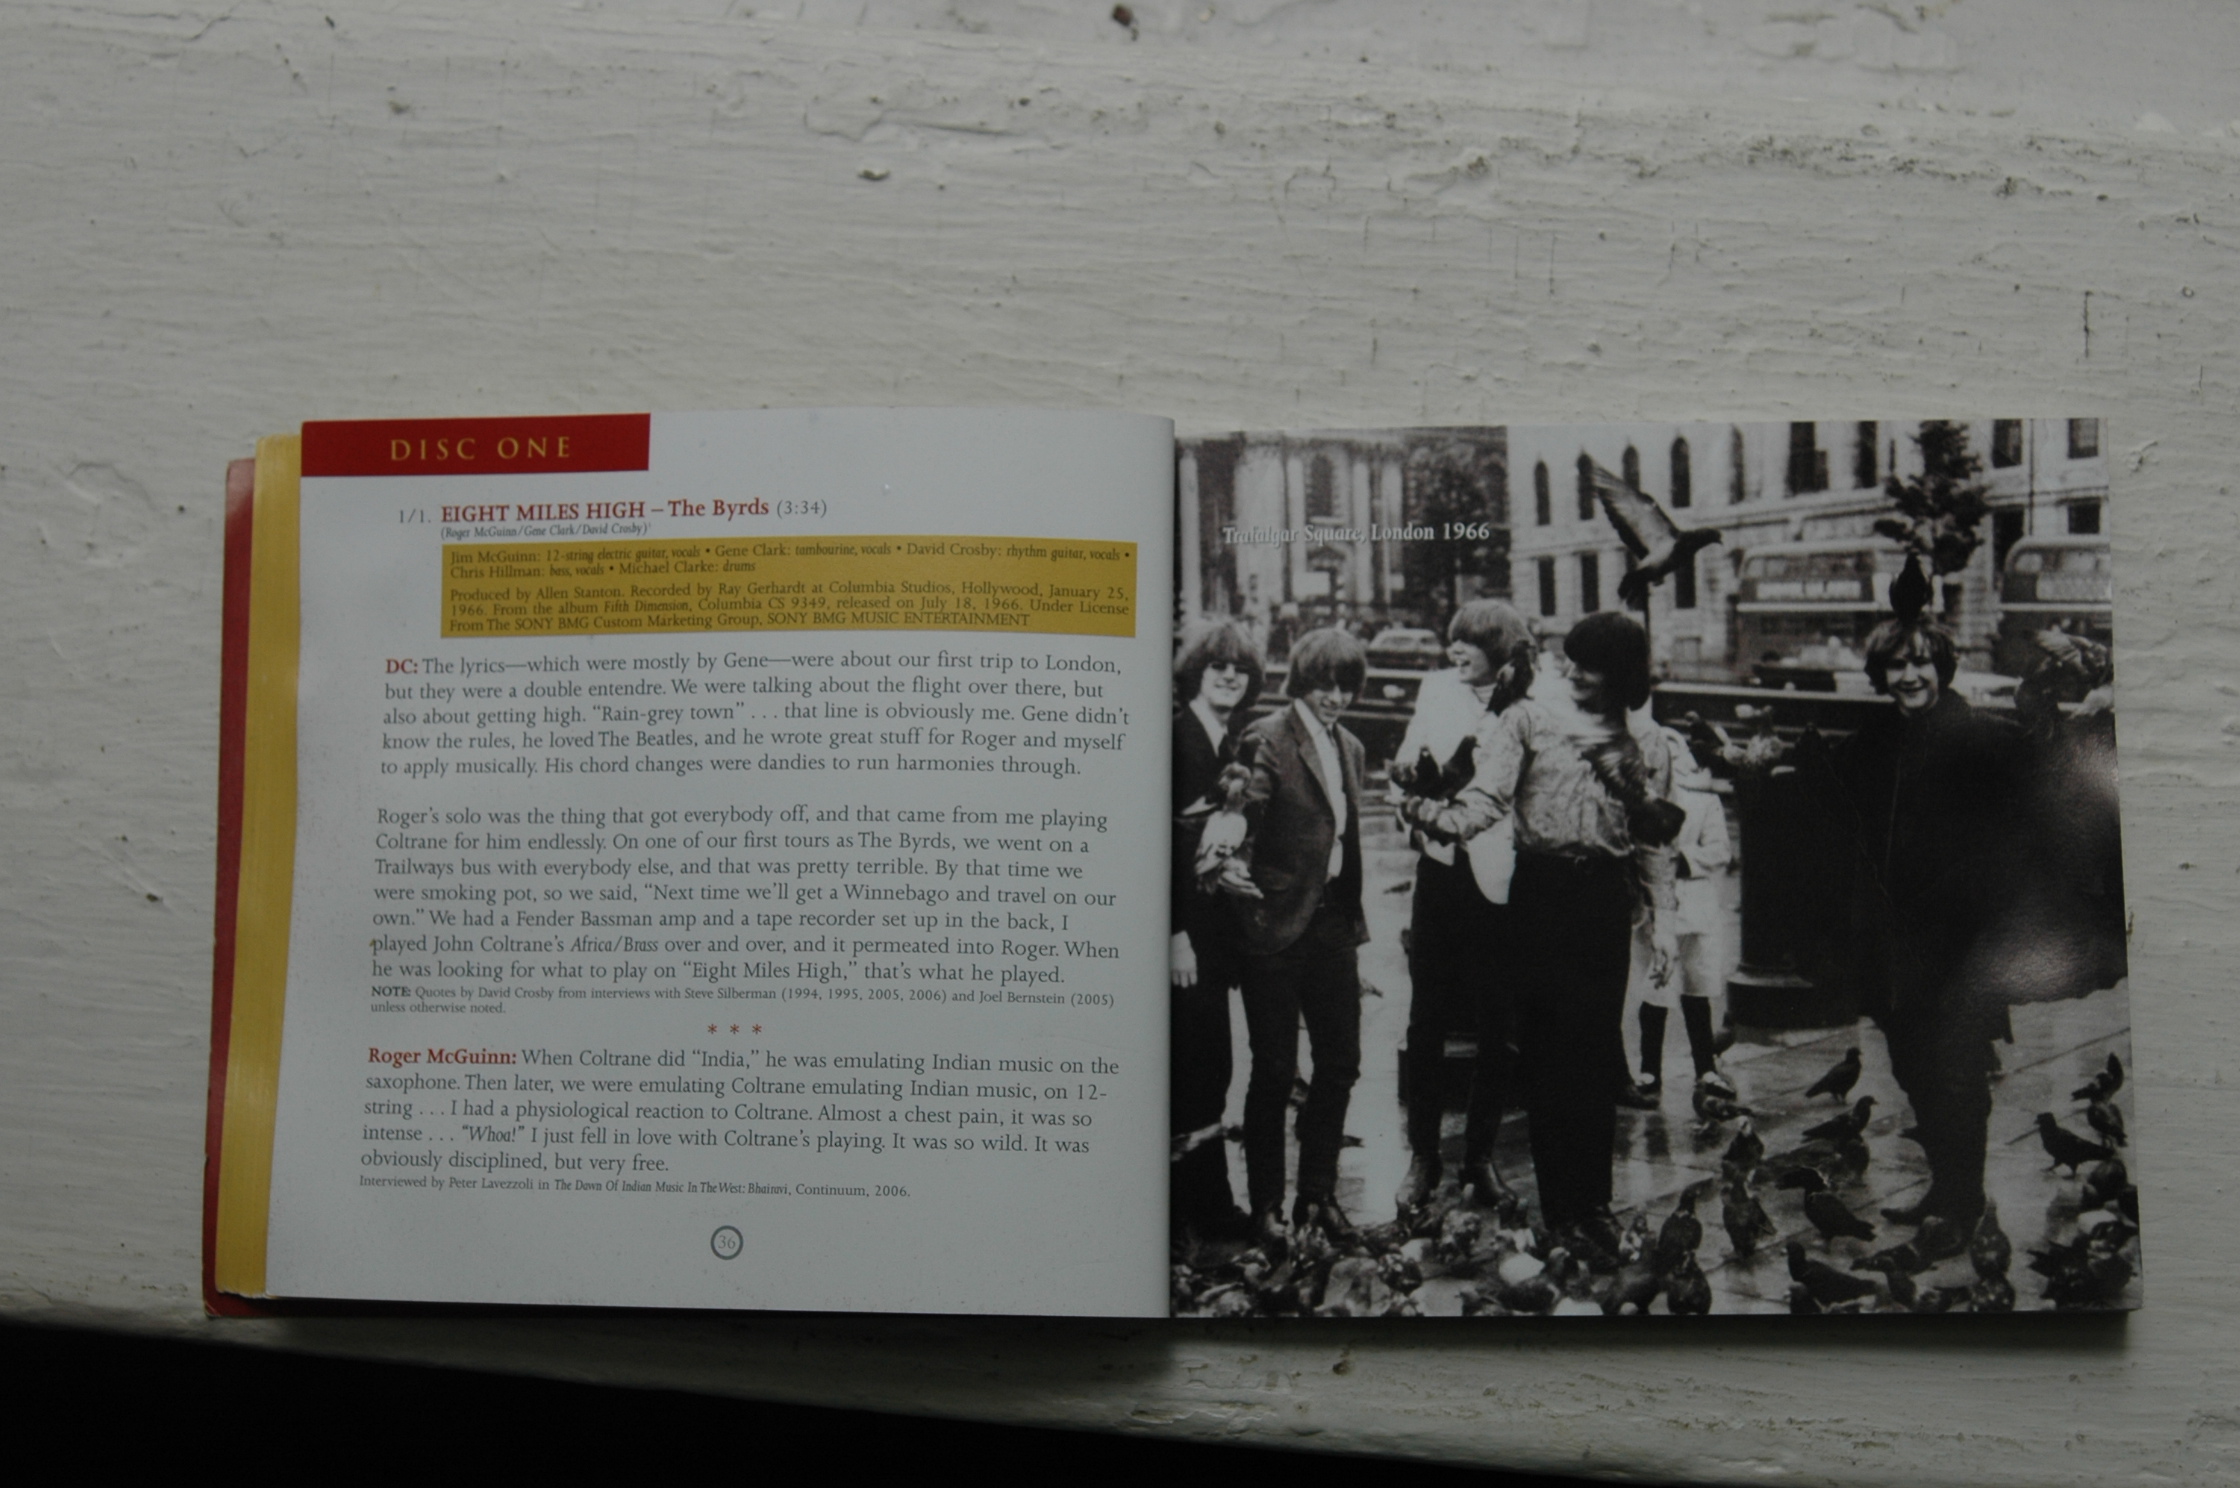 DISC ONE
1/1. EIGHT MILES HIGH – The Byrds (3:34)
(Roger McGuinn/Gene Clark/David Crosby)¹
Jim McGuinn: 12-string electric guitar, vocals • Gene Clark: tambourine, vocals • David Crosby: rhythm guitar, vocals •
Chris Hillman: bass, vocals • Michael Clarke: drums
Produced by Allen Stanton. Recorded by Ray Gerhardt at Columbia Studios, Hollywood, January 25,
1966. From the album Fifth Dimension, Columbia CS 9349, released on July 18, 1966. Under License
From The SONY BMG Custom Marketing Group, SONY BMG MUSIC ENTERTAINMENT
DC: The lyrics—which were mostly by Gene—were about our first trip to London,
but they were a double entendre. We were talking about the flight over there, but
also about getting high. “Rain-grey town” . . . that line is obviously me. Gene didn’t
know the rules, he loved The Beatles, and he wrote great stuff for Roger and myself
to apply musically. His chord changes were dandies to run harmonies through.
Roger’s solo was the thing that got everybody off, and that came from me playing
Coltrane for him endlessly. On one of our first tours as The Byrds, we went on a
Trailways bus with everybody else, and that was pretty terrible. By that time we
were smoking pot, so we said, “Next time we’ll get a Winnebago and travel on our
own.” We had a Fender Bassman amp and a tape recorder set up in the back, I
played John Coltrane’s Africa/Brass over and over, and it permeated into Roger. When
he was looking for what to play on “Eight Miles High,” that’s what he played.
NOTE: Quotes by David Crosby from interviews with Steve Silberman (1994, 1995, 2005, 2006) and Joel Bernstein (2005)
unless otherwise noted.
* * *
Roger McGuinn: When Coltrane did “India,” he was emulating Indian music on the
saxophone. Then later, we were emulating Coltrane emulating Indian music, on 12-
string . . . I had a physiological reaction to Coltrane. Almost a chest pain, it was so
intense . . . “Whoa!” I just fell in love with Coltrane’s playing. It was so wild. It was
obviously disciplined, but very free.
Interviewed by Peter Lavezzoli in The Dawn Of Indian Music In The West: Bhairavi, Continuum, 2006.
36
Trafalgar Square, London 1966